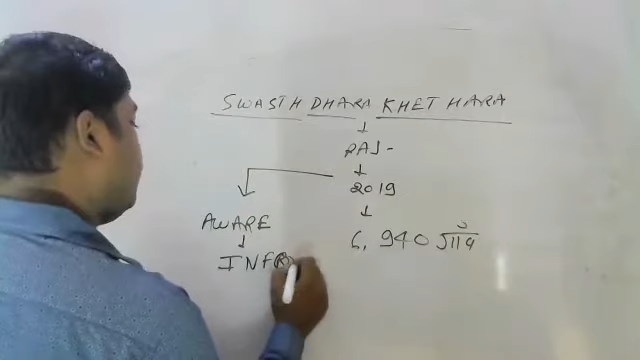 SWASTH DHARA KHET HARA
RAJ-
2019
AWARE
6,940
INF